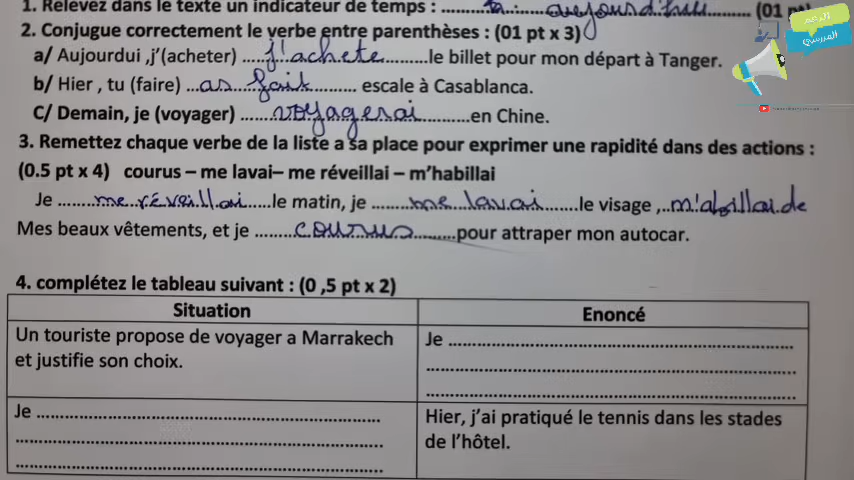 1. Relevez dans le texte un indicateur de temps : ............ : aujourd'hui........... (01 pt)
الدعم
المدرسي
2. Conjugue correctement le verbe entre parenthèses : (01 pt x 3)
a/ Aujourdui ,j'(acheter) .....j'achete........le billet pour mon départ à Tanger.
b/ Hier , tu (faire) ...as fait.......... escale à Casablanca.
C/ Demain, je (voyager) .......voyagerai..........en Chine.
3. Remettez chaque verbe de la liste a sa place pour exprimer une rapidité dans des actions :
(0.5 pt x 4) courus – me lavai– me réveillai – m'habillai
Je .......me réveillai.....le matin, je .......me lavai.......le visage ,..m'abillai de
Mes beaux vêtements, et je .......courus........pour attraper mon autocar.
4. complétez le tableau suivant : (0 ,5 pt x 2)
Situation
Enoncé
Un touriste propose de voyager a Marrakech
et justifie son choix.
Je ..............................................................
..................................................................
..................................................................
Je ..............................................................
..................................................................
..................................................................
Hier, j'ai pratiqué le tennis dans les stades
de l'hôtel.